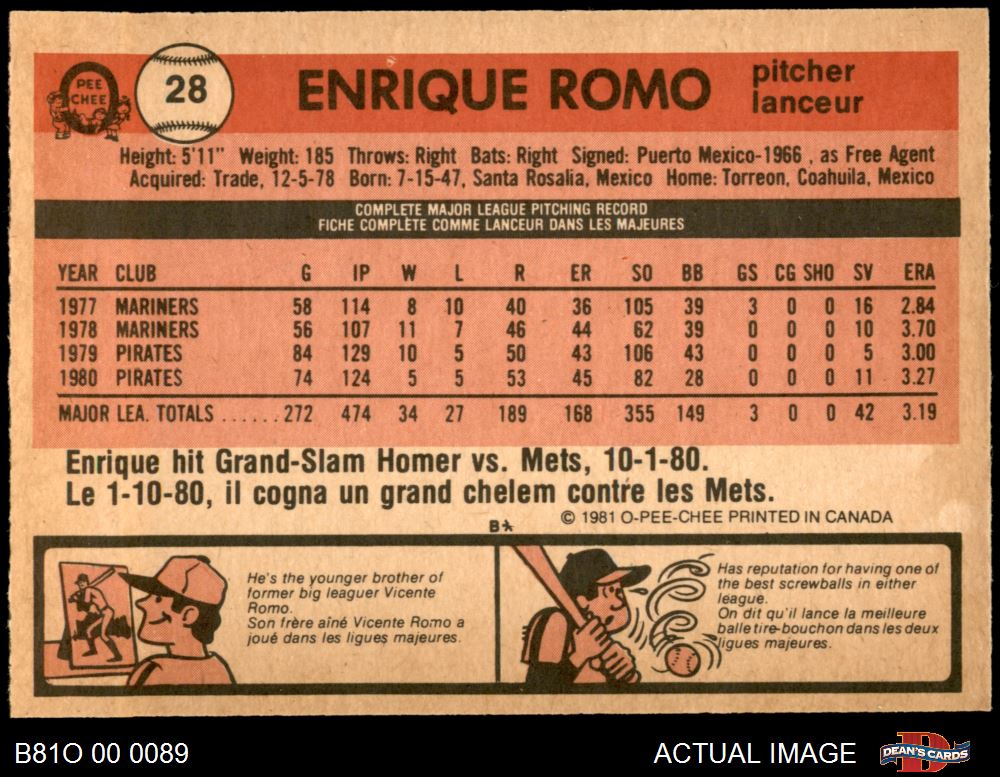 PEE
CHEE
28
ENRIQUE ROMO
pitcher
lanceur
Height: 5'11" Weight: 185 Throws: Right Bats: Right Signed: Puerto Mexico-1966 , as Free Agent
Acquired: Trade, 12-5-78 Born: 7-15-47, Santa Rosalia, Mexico Home: Torreon, Coahuila, Mexico
COMPLETE MAJOR LEAGUE PITCHING RECORD
FICHE COMPLÈTE COMME LANCEUR DANS LES MAJEURES
YEAR CLUB G IP W L R ER SO BB GS CG SHO SV ERA
1977 MARINERS 58 114 8 10 40 36 105 39 3 0 0 16 2.84
1978 MARINERS 56 107 11 7 46 44 62 39 0 0 0 10 3.70
1979 PIRATES 84 129 10 5 50 43 106 43 0 0 0 5 3.00
1980 PIRATES 74 124 5 5 53 45 82 28 0 0 0 11 3.27
MAJOR LEA. TOTALS ......272 474 34 27 189 168 355 149 3 0 0 42 3.19
Enrique hit Grand-Slam Homer vs. Mets, 10-1-80.
Le 1-10-80, il cogna un grand chelem contre les Mets.
B* © 1981 O-PEE-CHEE PRINTED IN CANADA
He's the younger brother of
former big leaguer Vicente
Romo.
Son frère aîné Vicente Romo a
joué dans les ligues majeures.
Has reputation for having one of
the best screwballs in either
league.
On dit qu'il lance la meilleure
balle tire-bouchon dans les deux
ligues majeures.
B81O 00 0089
ACTUAL IMAGE
DEAN'S CARDS